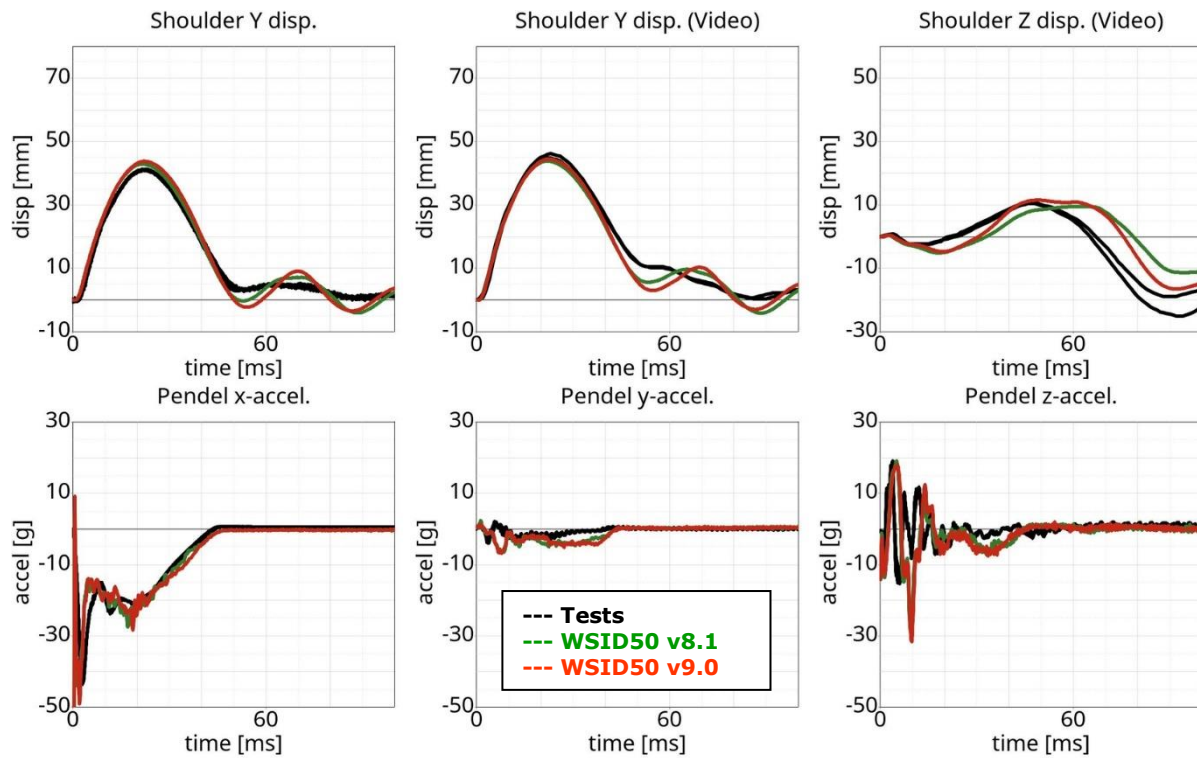 Shoulder Y disp.
Shoulder Y disp. (Video)
Shoulder Z disp. (Video)
disp [mm]
70
50
30
10
-10
0
60
time [ms]
disp [mm]
70
50
30
10
-10
0
60
time [ms]
disp [mm]
50
30
10
-10
-30
0
60
time [ms]
Pendel x-accel.
Pendel y-accel.
Pendel z-accel.
accel [g]
30
10
-10
-30
-50
0
60
time [ms]
accel [g]
30
10
-10
-30
-50
0
60
time [ms]
--- Tests
--- WSID50 v8.1
--- WSID50 v9.0
accel [g]
30
10
-10
-30
-50
0
60
time [ms]